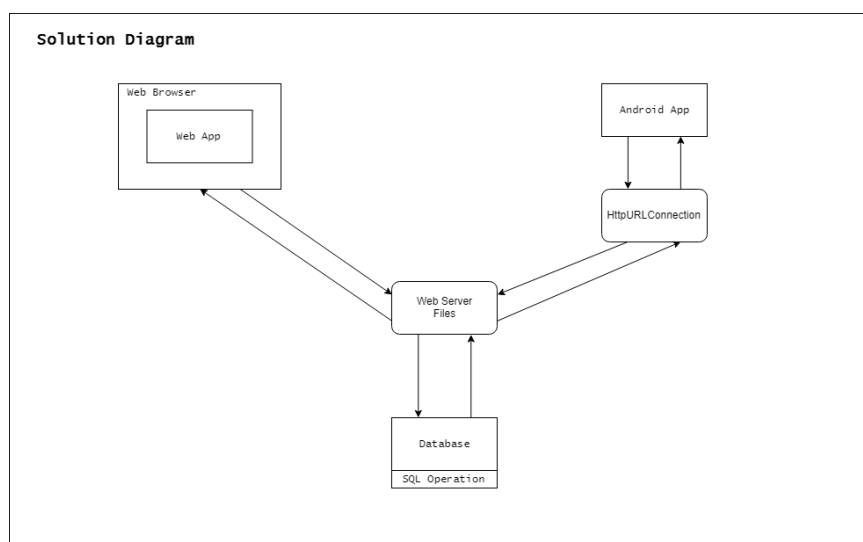 Solution Diagram
Web Browser
Web App
Android App
HttpURLConnection
Web Server
Files
Database
SQL Operation